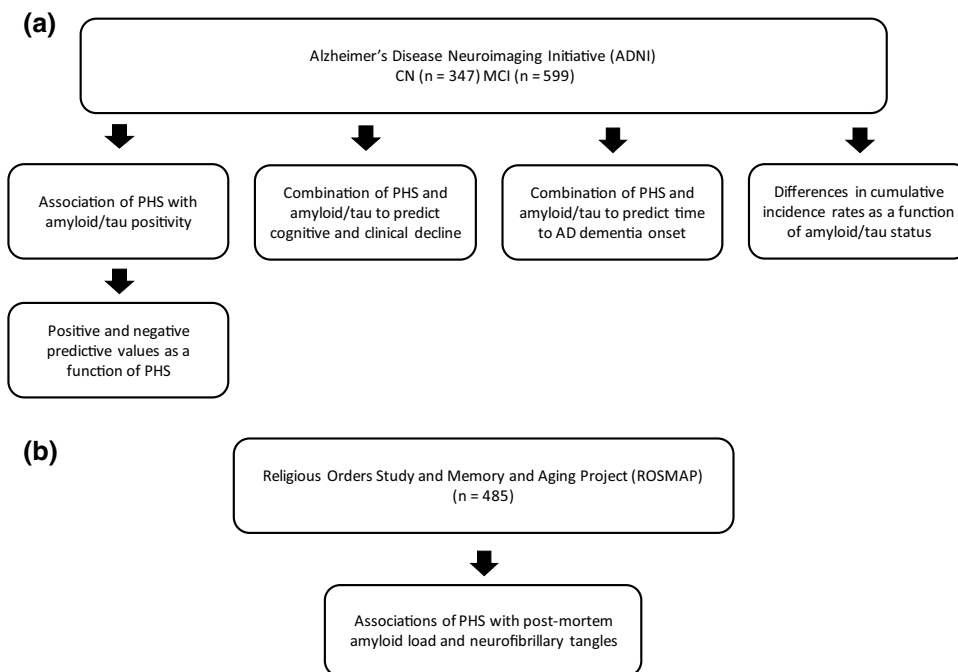 (a)
Alzheimer’s Disease Neuroimaging Initiative (ADNI)
CN (n = 347) MCI (n = 599)
Association of PHS with
amyloid/tau positivity
Combination of PHS and
amyloid/tau to predict
cognitive and clinical decline
Combination of PHS and
amyloid/tau to predict time
to AD dementia onset
Differences in cumulative
incidence rates as a function
of amyloid/tau status
Positive and negative
predictive values as a
function of PHS
(b)
Religious Orders Study and Memory and Aging Project (ROSMAP)
(n = 485)
Associations of PHS with post-mortem
amyloid load and neurofibrillary tangles